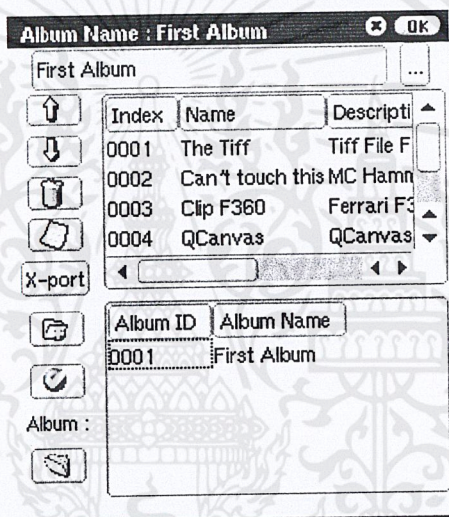 Album Name : First Album OK
First Album ...
Index Name Descripti
0001 The Tiff Tiff File F
0002 Can't touch this MC Hamn
0003 Clip F360 Ferrari F3
0004 QCanvas QCanvas
X-port
Album ID Album Name
0001 First Album
Album :